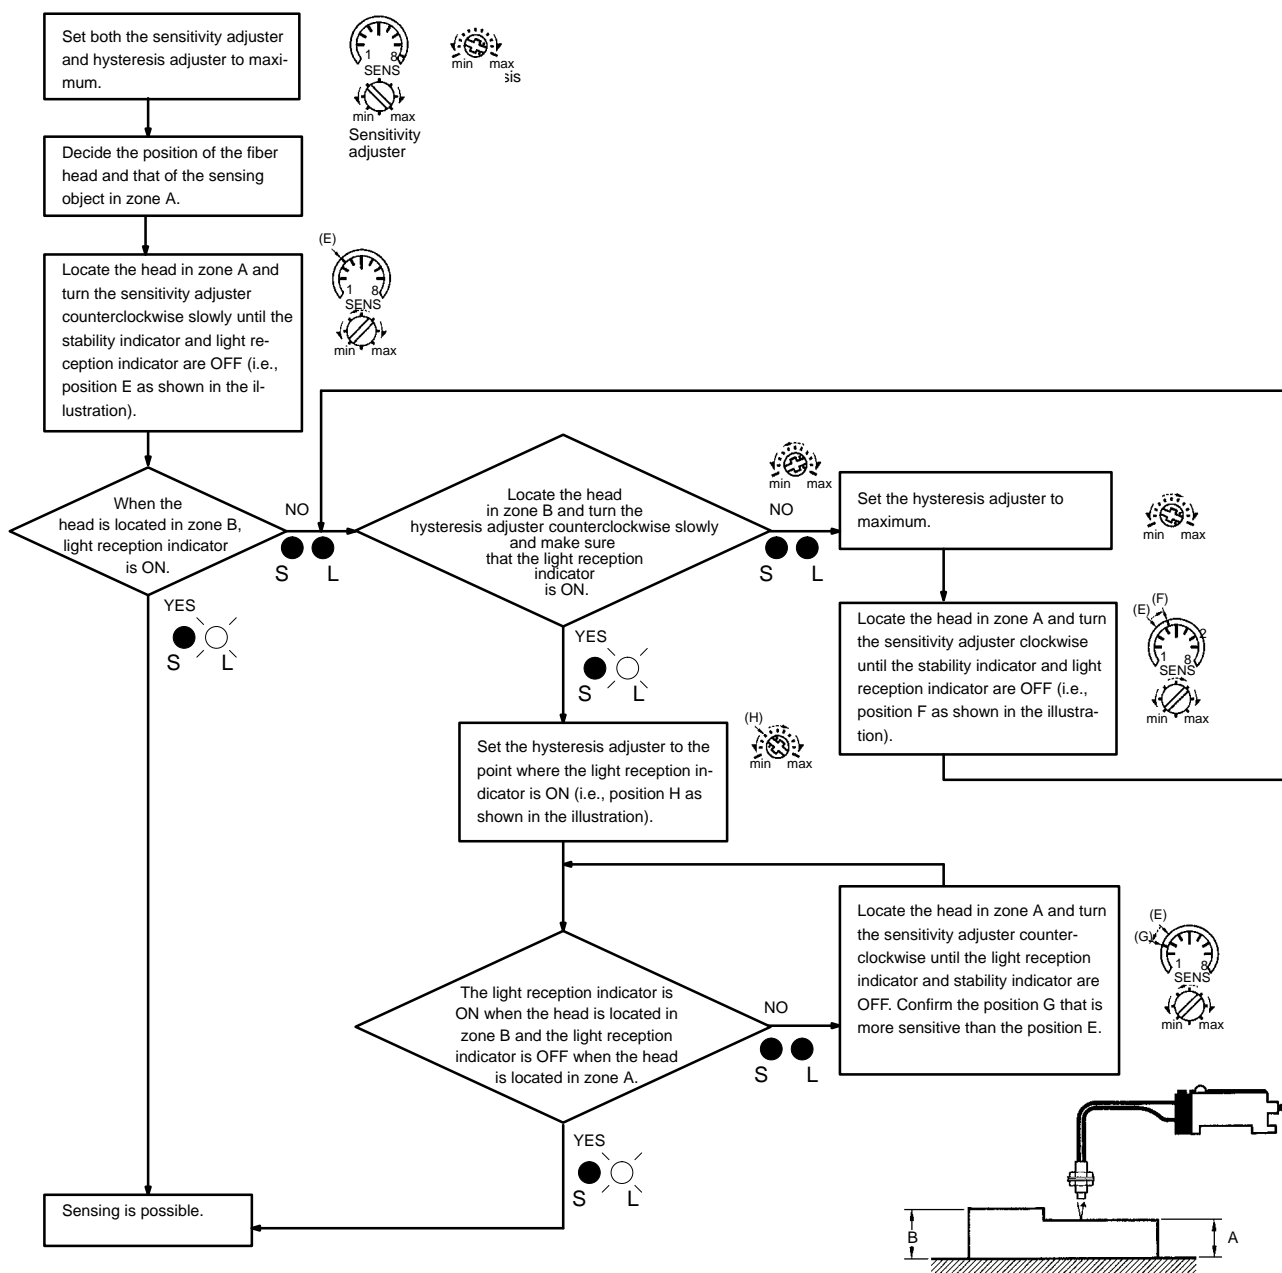 Set both the sensitivity adjuster
and hysteresis adjuster to maxi-
mum.
1 8
SENS
min max
Sensitivity
adjuster
min max
sis
Decide the position of the fiber
head and that of the sensing
object in zone A.
Locate the head in zone A and
turn the sensitivity adjuster
counterclockwise slowly until the
stability indicator and light re-
ception indicator are OFF (i.e.,
position E as shown in the il-
lustration).
(E)
1 8
SENS
min max
When the
head is located in zone B,
light reception indicator
is ON.
NO
S L
YES
S L
Locate the head
in zone B and turn the
hysteresis adjuster counterclockwise slowly
and make sure
that the light reception
indicator
is ON.
min max
NO
S L
YES
S L
Set the hysteresis adjuster to
maximum.
min max
Locate the head in zone A and turn
the sensitivity adjuster clockwise
until the stability indicator and light
reception indicator are OFF (i.e.,
position F as shown in the illustra-
tion).
(F)
(E)
2
1 8
SENS
min max
Set the hysteresis adjuster to the
point where the light reception in-
dicator is ON (i.e., position H as
shown in the illustration).
(H)
min max
The light reception indicator is
ON when the head is located in
zone B and the light reception
indicator is OFF when the head
is located in zone A.
NO
S L
YES
S L
Locate the head in zone A and turn
the sensitivity adjuster counter-
clockwise until the light reception
indicator and stability indicator are
OFF. Confirm the position G that is
more sensitive than the position E.
(E)
(G)
1 8
SENS
min max
Sensing is possible.
B
A